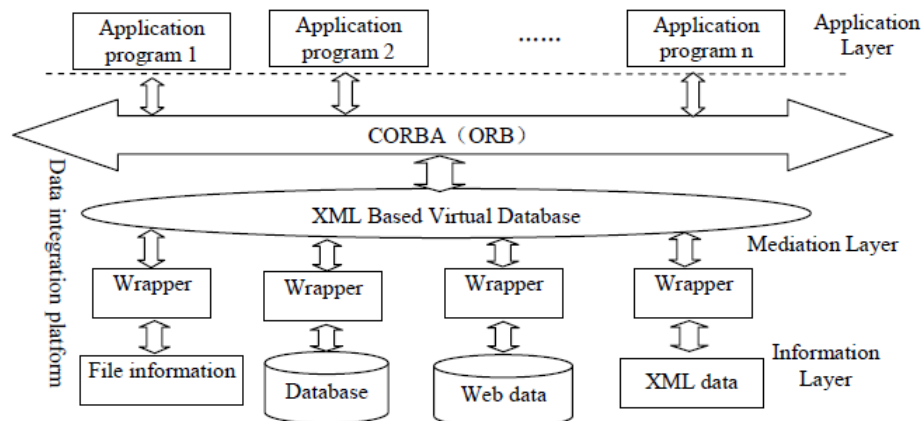 Application
program 1
Application
program 2
......
Application
program n
Application
Layer
CORBA（ORB）
Data integration platform
XML Based Virtual Database
Mediation Layer
Wrapper
Wrapper
Wrapper
Wrapper
File information
Database
Web data
XML data
Information
Layer